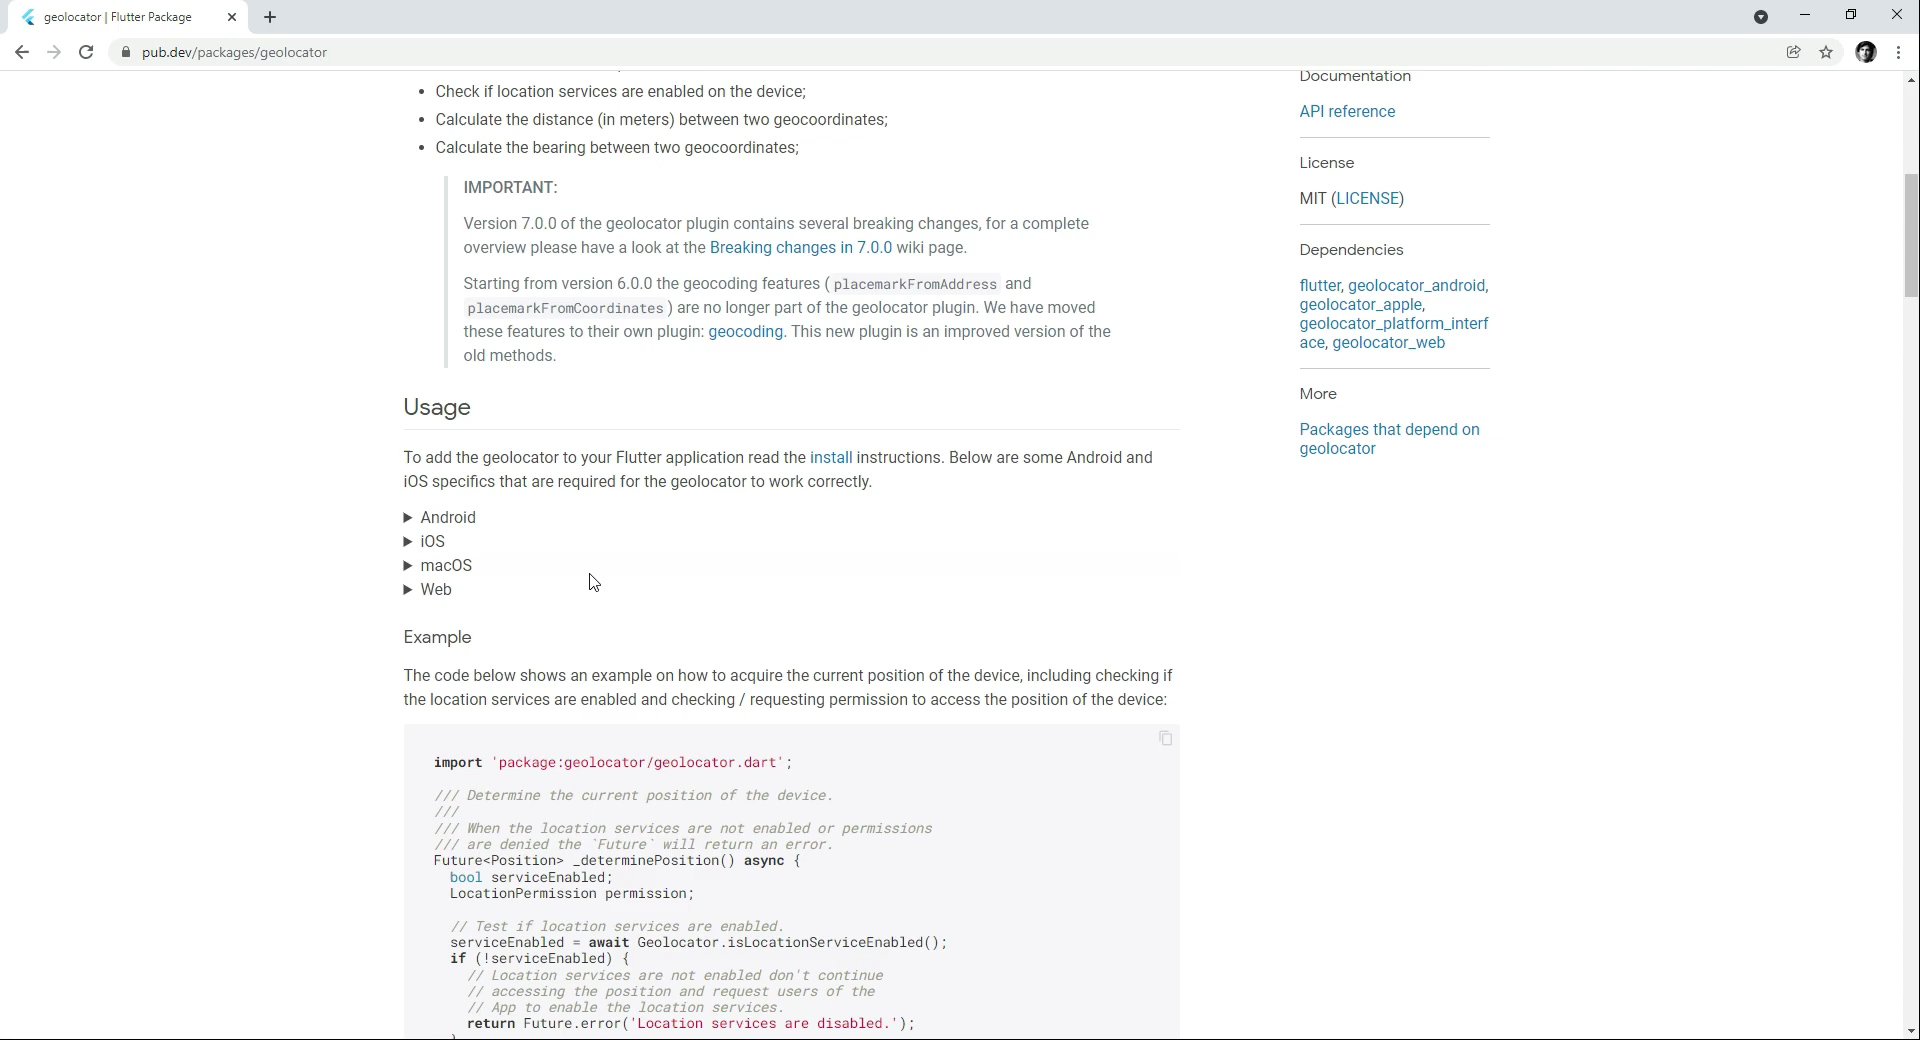 geolocator | Flutter Package
pub.dev/packages/geolocator
Check if location services are enabled on the device;
Calculate the distance (in meters) between two geocoordinates;
Calculate the bearing between two geocoordinates;
IMPORTANT:
Version 7.0.0 of the geolocator plugin contains several breaking changes, for a complete
overview please have a look at the Breaking changes in 7.0.0 wiki page.
Starting from version 6.0.0 the geocoding features ( placemarkFromAddress and
placemarkFromCoordinates ) are no longer part of the geolocator plugin. We have moved
these features to their own plugin: geocoding. This new plugin is an improved version of the
old methods.
Usage
To add the geolocator to your Flutter application read the install instructions. Below are some Android and
iOS specifics that are required for the geolocator to work correctly.
Android
iOS
macOS
Web
Example
The code below shows an example on how to acquire the current position of the device, including checking if
the location services are enabled and checking / requesting permission to access the position of the device:
import 'package:geolocator/geolocator.dart';
/// Determine the current position of the device.
///
/// When the location services are not enabled or permissions
/// are denied the `Future` will return an error.
Future<Position> _determinePosition() async {
bool serviceEnabled;
LocationPermission permission;
// Test if location services are enabled.
serviceEnabled = await Geolocator.isLocationServiceEnabled();
if (!serviceEnabled) {
// Location services are not enabled don't continue
// accessing the position and request users of the
// App to enable the location services.
return Future.error('Location services are disabled.');
}
Documentation
API reference
License
MIT (LICENSE)
Dependencies
flutter, geolocator_android,
geolocator_apple,
geolocator_platform_interf
ace, geolocator_web
More
Packages that depend on
geolocator